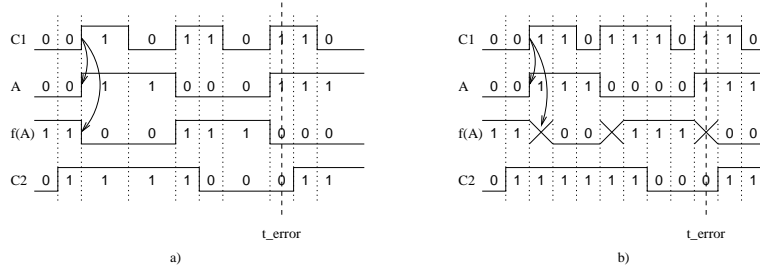 C1 0 0 1 0 1 1 0 1 1 0
A 0 0 1 1 0 0 0 1 1 1
f(A) 1 1 0 0 1 1 1 0 0 0
C2 0 1 1 1 1 0 0 0 1 1
t_error
a)
C1 0 0 1 1 0 1 1 1 0 1 1 0
A 0 0 1 1 1 0 0 0 0 1 1 1
f(A) 1 1 0 0 1 1 1 0 0
C2 0 1 1 1 1 1 1 0 0 0 1 1
t_error
b)